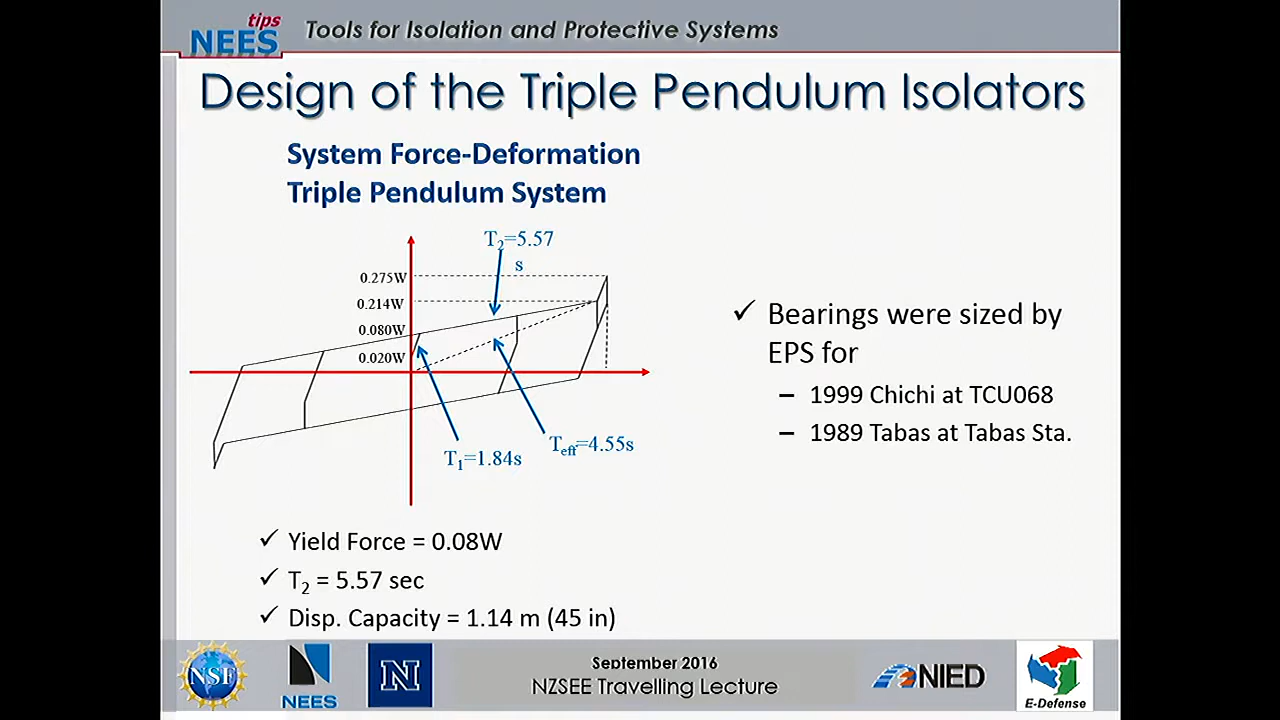 tips
NEES
Tools for Isolation and Protective Systems
Design of the Triple Pendulum Isolators
System Force-Deformation
Triple Pendulum System
T2=5.57
s
0.275W
0.214W
0.080W
0.020W
T1=1.84s
Teff=4.55s
✓ Bearings were sized by
EPS for
– 1999 Chichi at TCU068
– 1989 Tabas at Tabas Sta.
✓ Yield Force = 0.08W
✓ T2 = 5.57 sec
✓ Disp. Capacity = 1.14 m (45 in)
NSF
NEES
N
September 2016
NZSEE Travelling Lecture
NIED
E-Defense